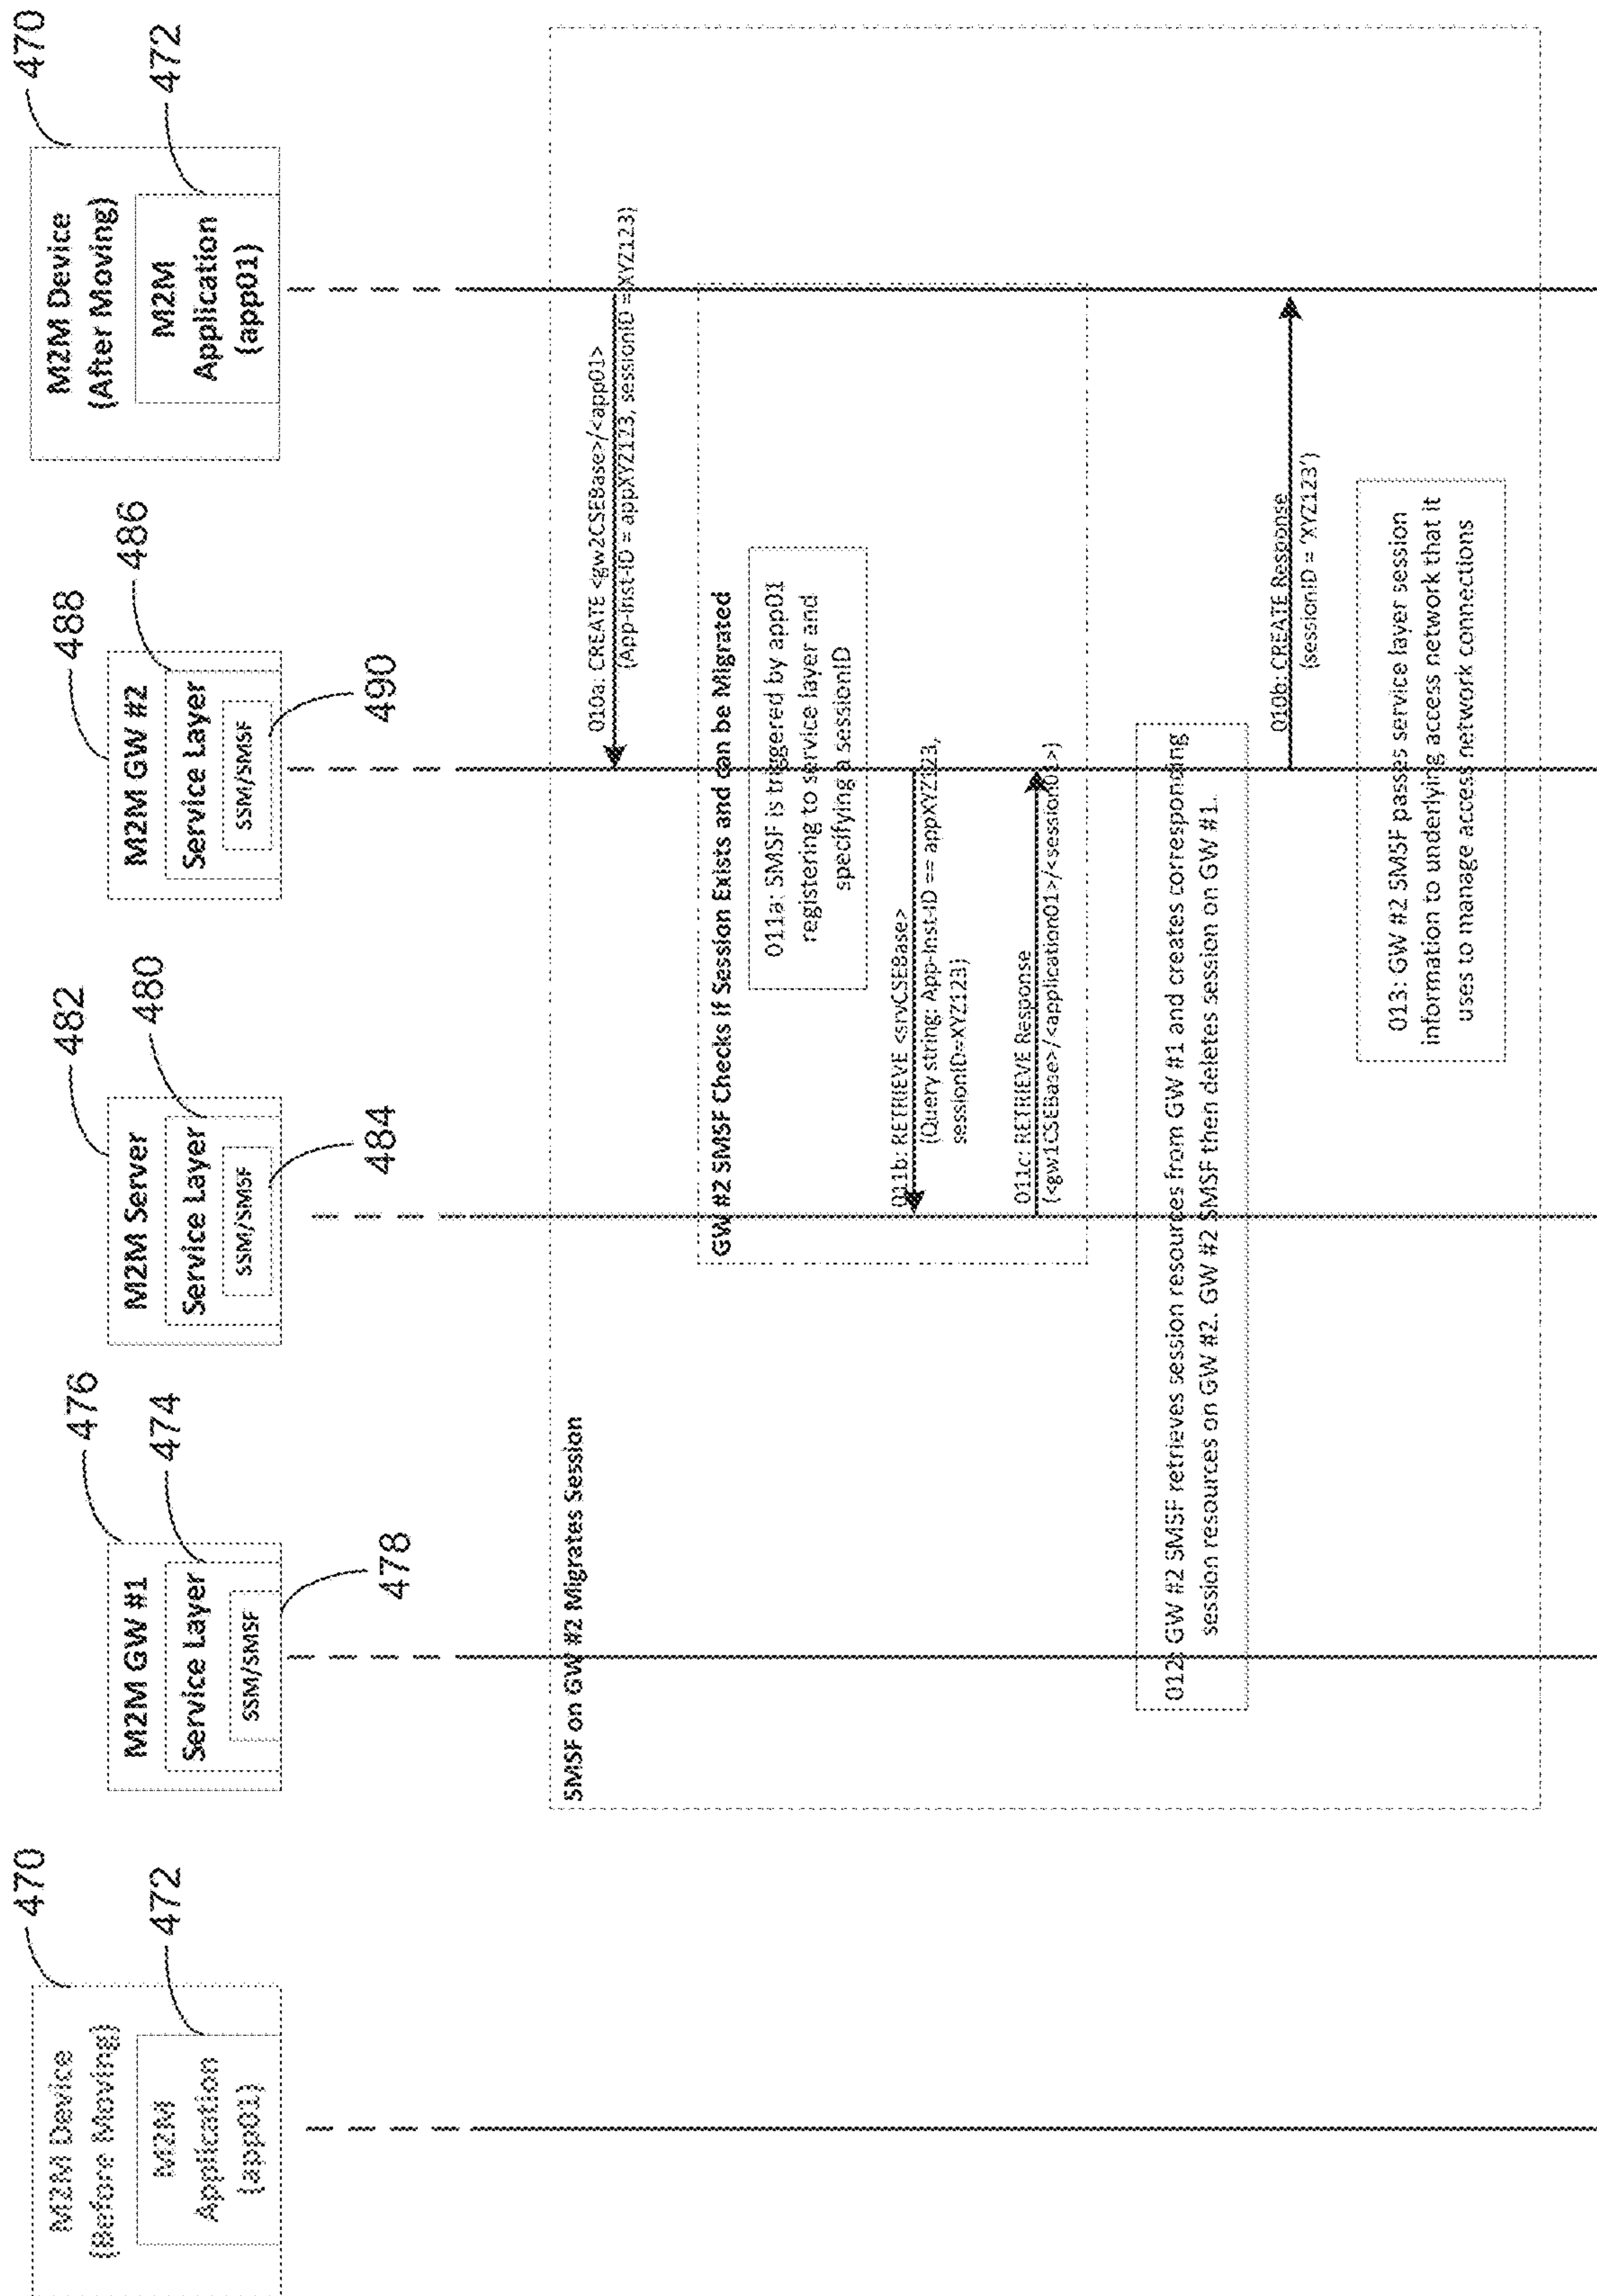 470
M2M Device
(Before Moving)
472
M2M
Application
(app01)
476
M2M GW #1
474
Service Layer
SSM/SMSF
478
482
M2M Server
480
Service Layer
SSM/SMSF
484
488
M2M GW #2
486
Service Layer
SSM/SMSF
490
470
M2M Device
(After Moving)
472
M2M
Application
(app01)
SMSF on GW #2 Migrates Session
010a: CREATE <gw2CSEBase>/<app01>
(App-Inst-ID = appXYZ123, sessionID = XYZ123)
GW #2 SMSF Checks if Session Exists and can be Migrated
011a: SMSF is triggered by app01
registering to service layer and
specifying a sessionID
011b: RETRIEVE <srvCSEBase>
(Query string: App-Inst-ID == appXYZ123,
sessionID=XYZ123)
011c: RETRIEVE Response
(<gw1CSEBase>/<application01>/<session01>)
012: GW #2 SMSF retrieves session resources from GW #1 and creates corresponding
session resources on GW #2. GW #2 SMSF then deletes session on GW #1.
010b: CREATE Response
(sessionID = 'XYZ123')
013: GW #2 SMSF passes service layer session
information to underlying access network that it
uses to manage access network connections